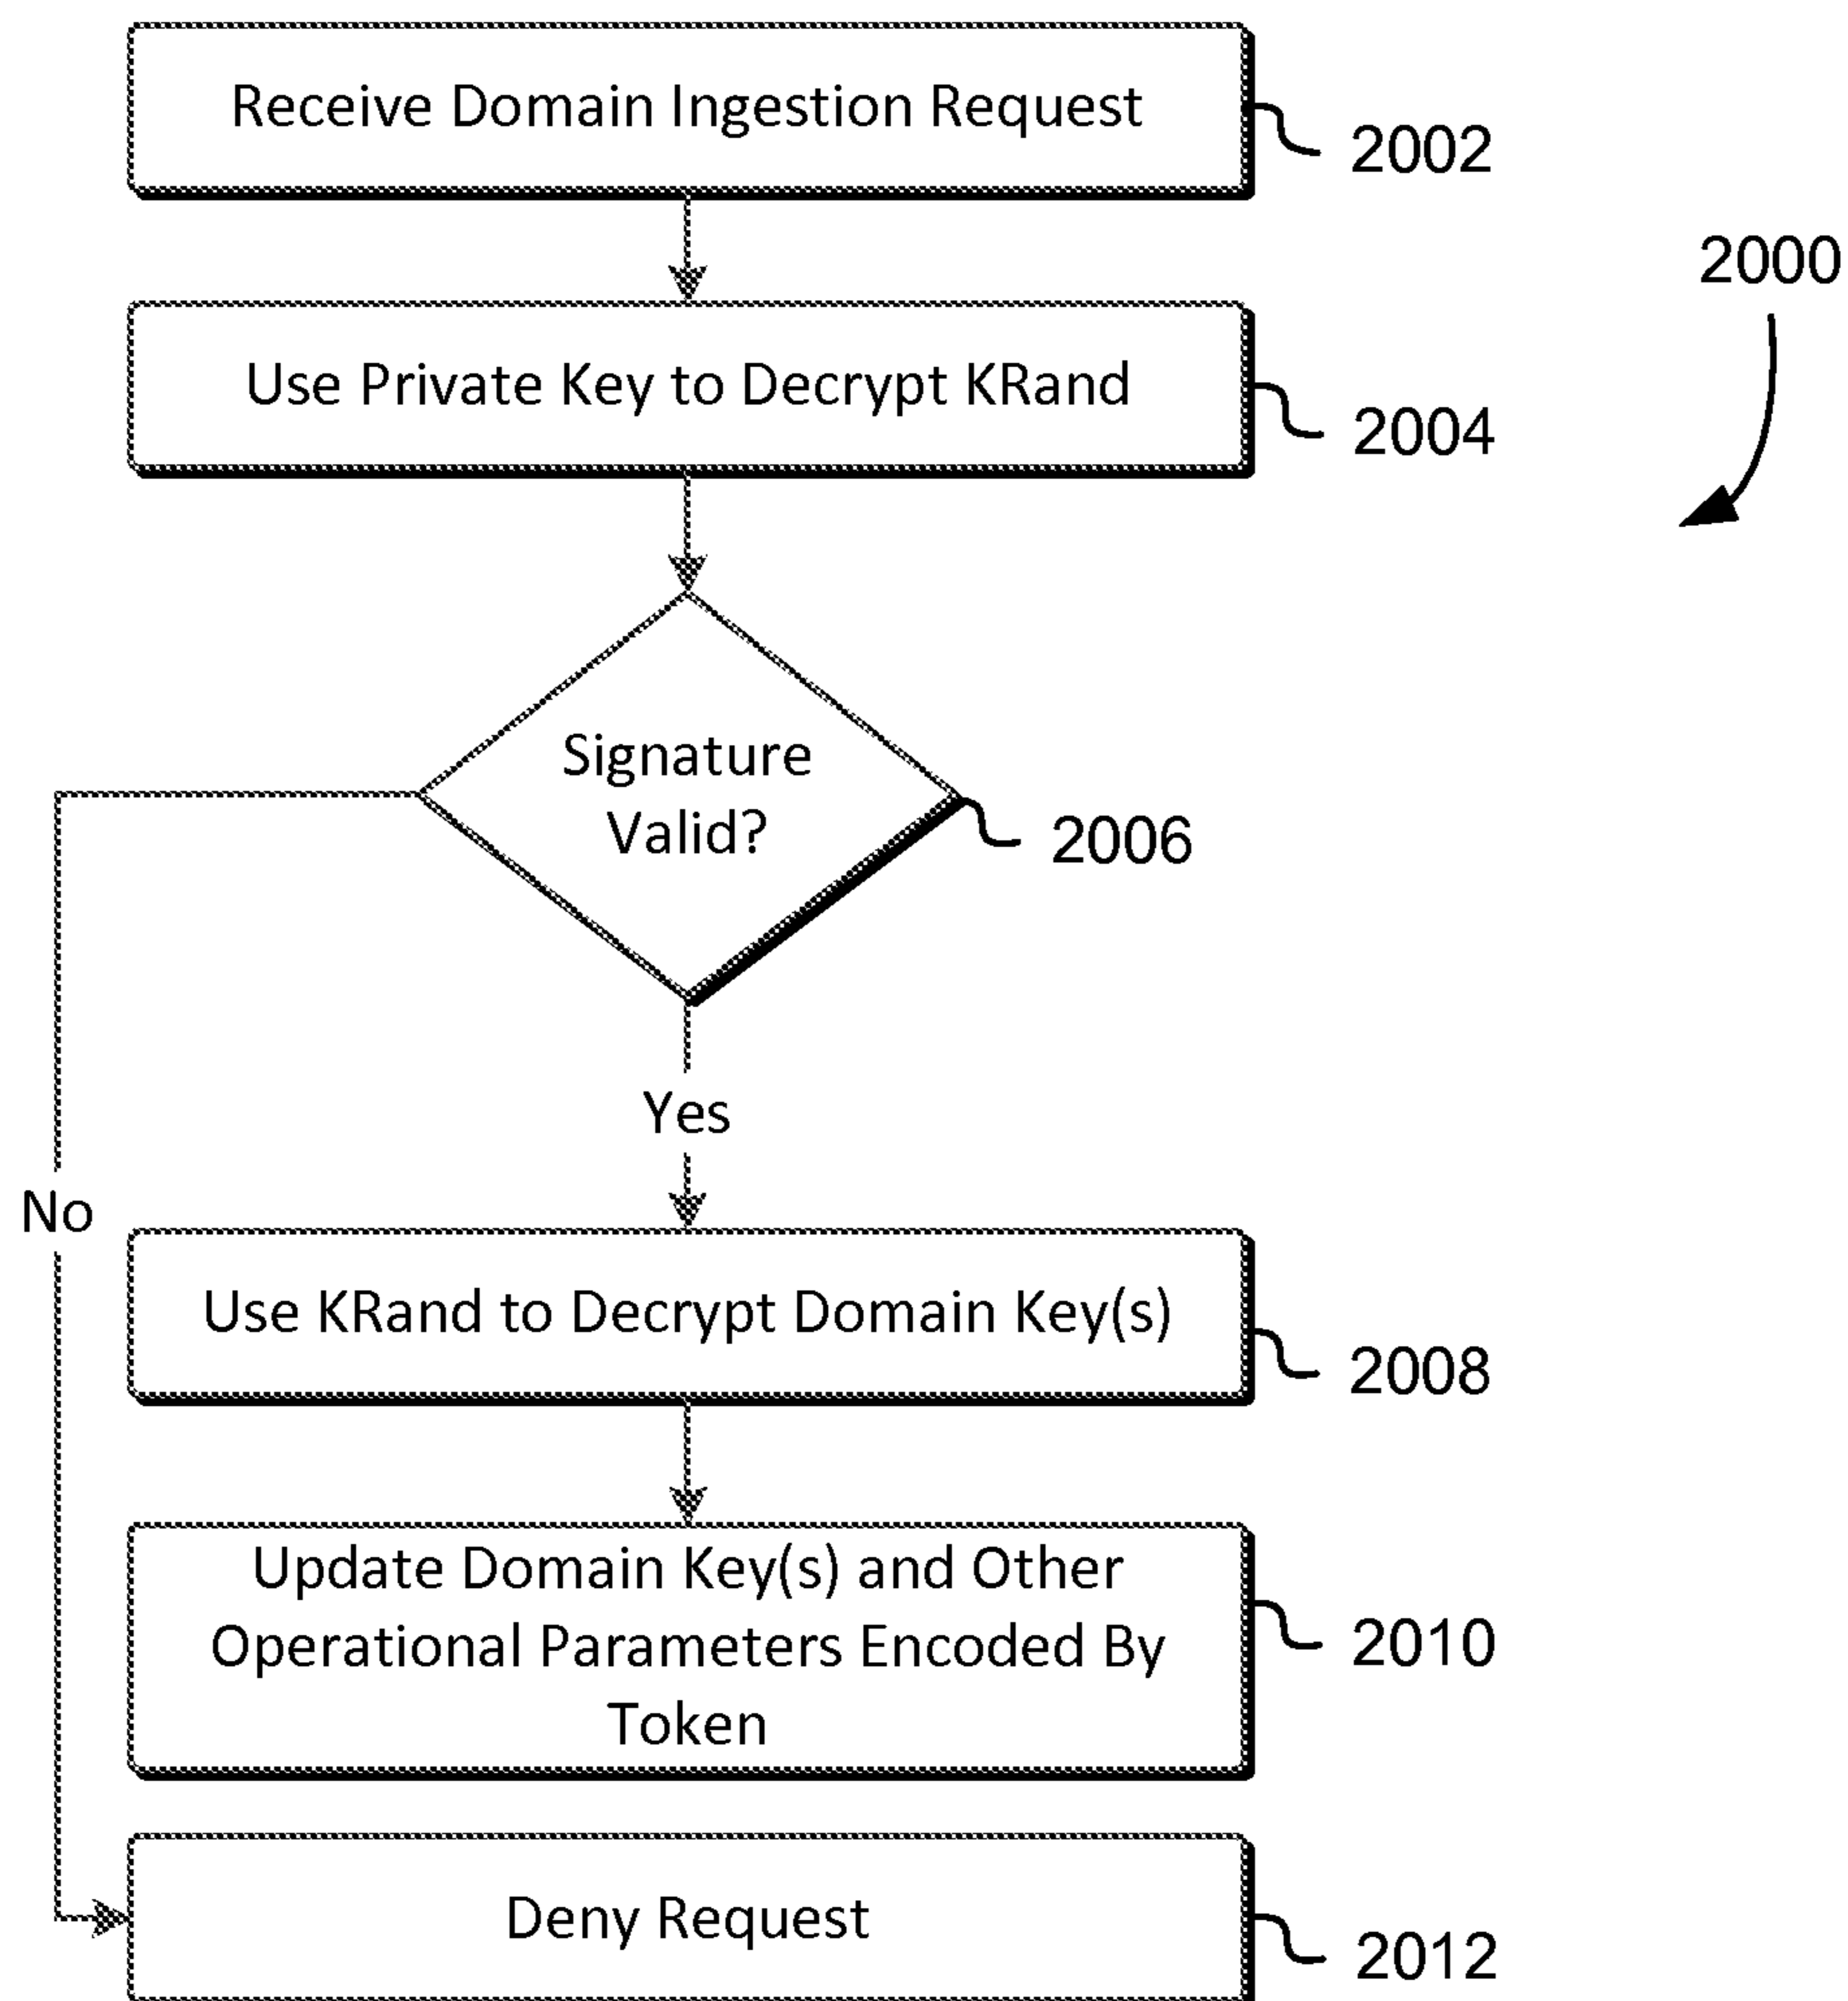 Receive Domain Ingestion Request
2002
2000
Use Private Key to Decrypt KRand
2004
Signature
Valid?
2006
Yes
No
Use KRand to Decrypt Domain Key(s)
2008
Update Domain Key(s) and Other
Operational Parameters Encoded By
Token
2010
Deny Request
2012